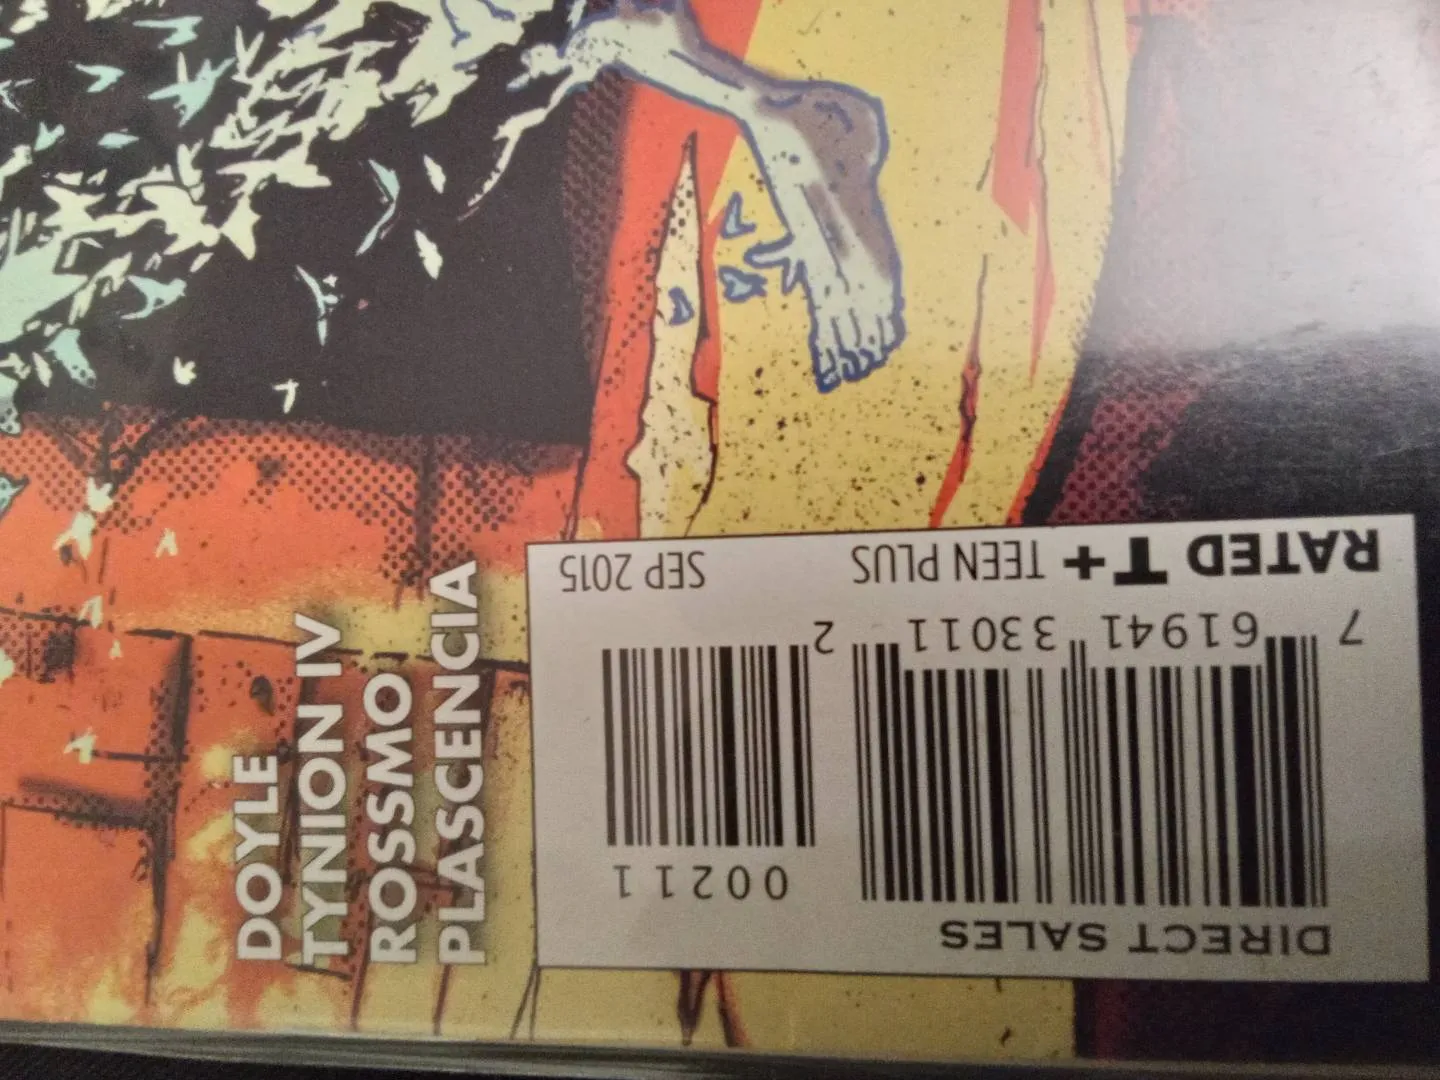 DOYLE
TYNION IV
ROSSMO
PLASCENCIA
DIRECT SALES
00211
7 61941 33011 2
RATED T+ TEEN PLUS SEP 2015